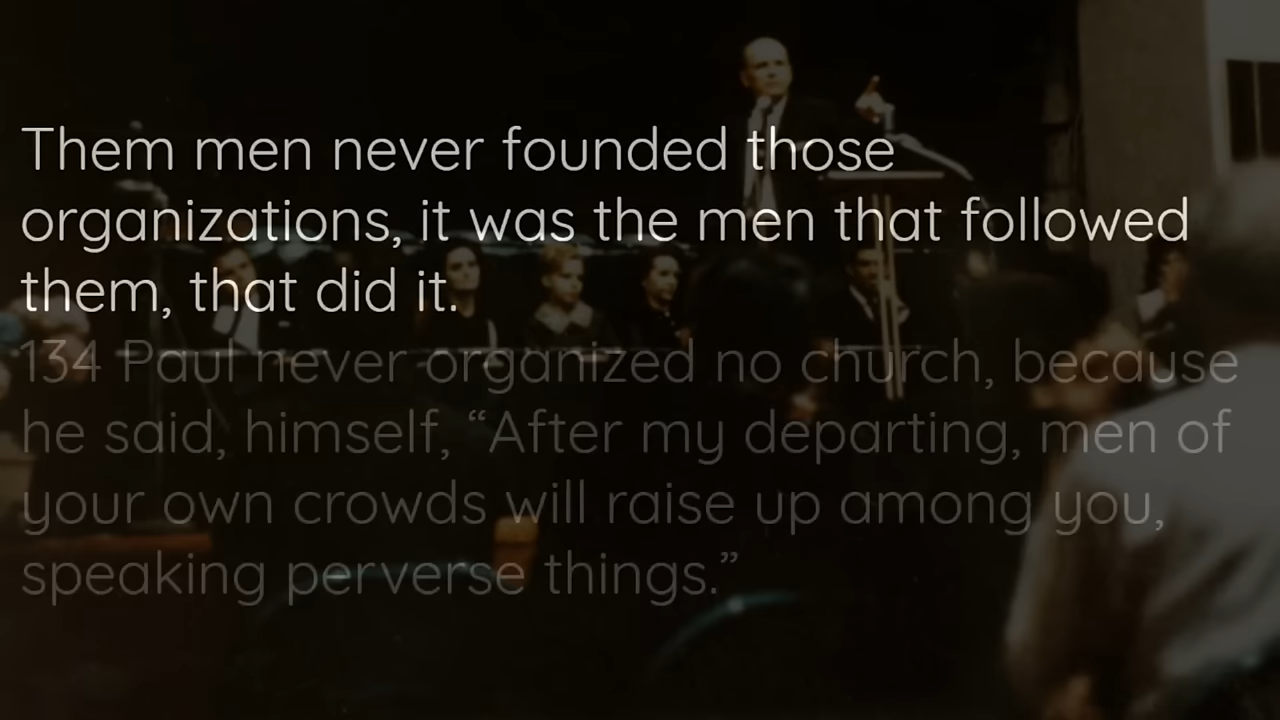 Them men never founded those
organizations, it was the men that followed
them, that did it.
134 Paul never organized no church, because
he said, himself, “After my departing, men of
your own crowds will raise up among you,
speaking perverse things.”